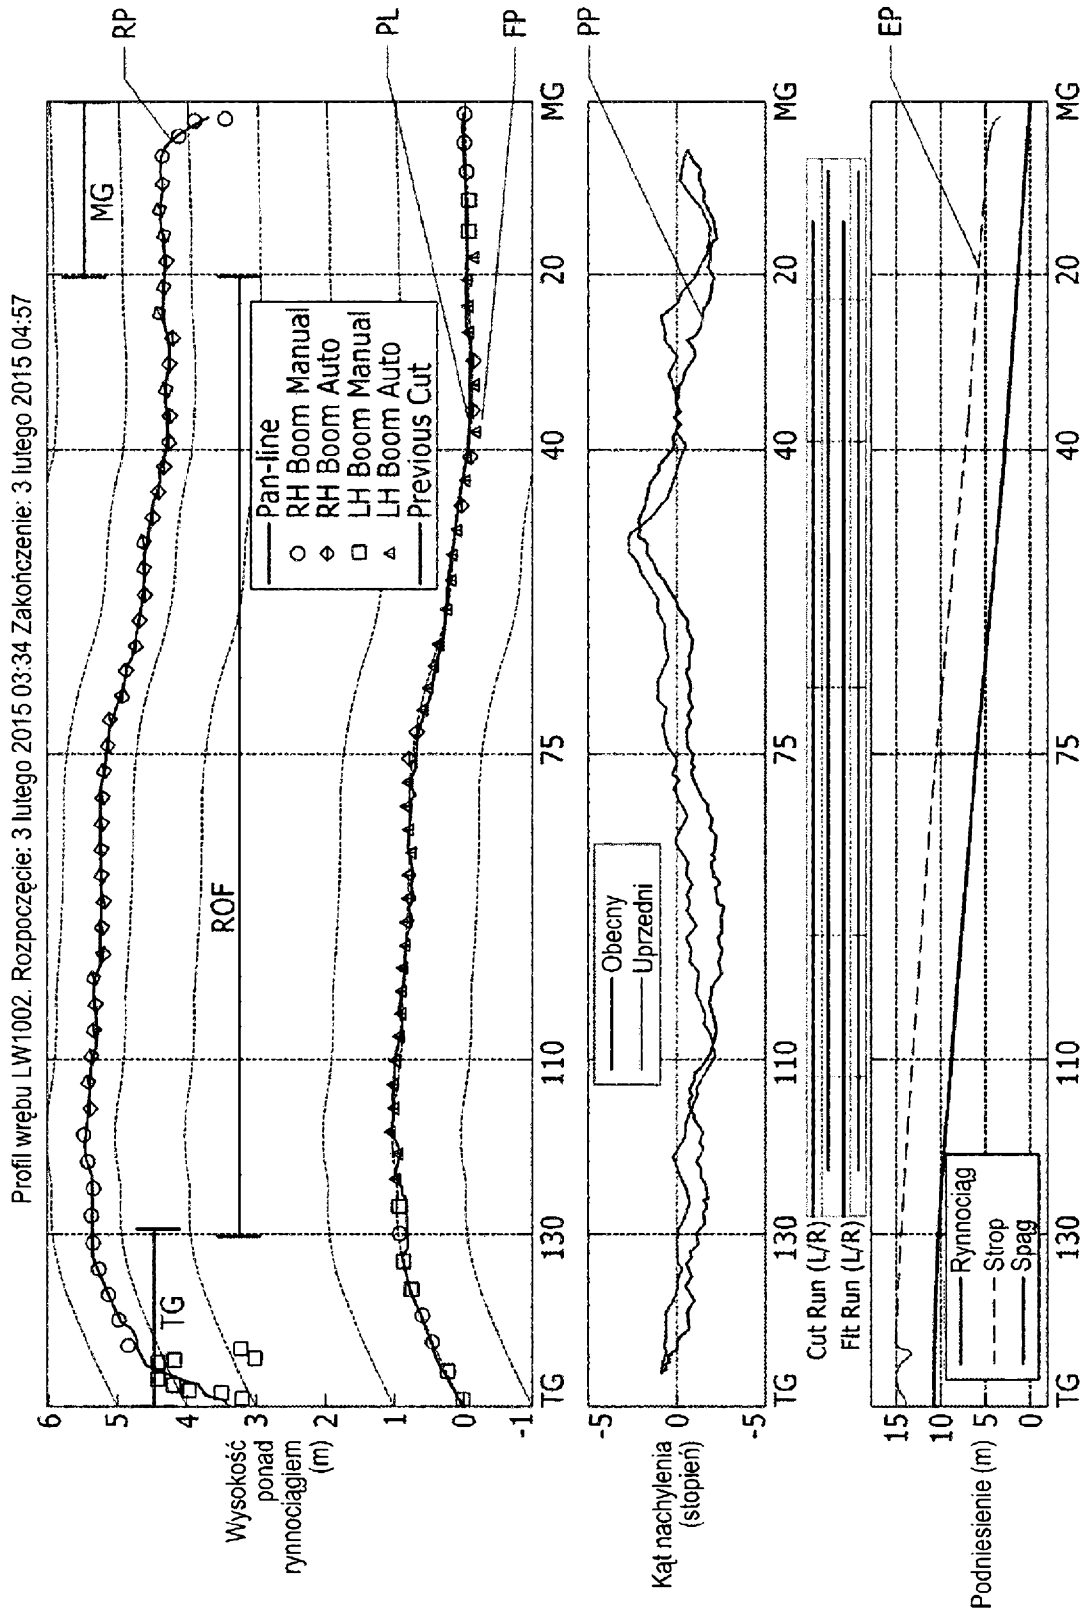 Profil wrębu LW1002. Rozpoczęcie: 3 lutego 2015 03:34 Zakończenie: 3 lutego 2015 04:57
RP
PL
FP
PP
EP
Wysokość
ponad
rynnociągiem
(m)
6
5
4
3
2
1
0
-1
TG
MG
ROF
Pan-line
RH Boom Manual
RH Boom Auto
LH Boom Manual
LH Boom Auto
Previous Cut
TG
130
110
75
40
20
MG
Kąt nachylenia
(stopień)
-5
0
-5
Obecny
Uprzedni
TG
130
110
75
40
20
MG
Cut Run (L/R)
Flt Run (L/R)
Podniesienie (m)
15
10
5
0
Rynnociąg
Strop
Spąg
TG
130
110
75
40
20
MG